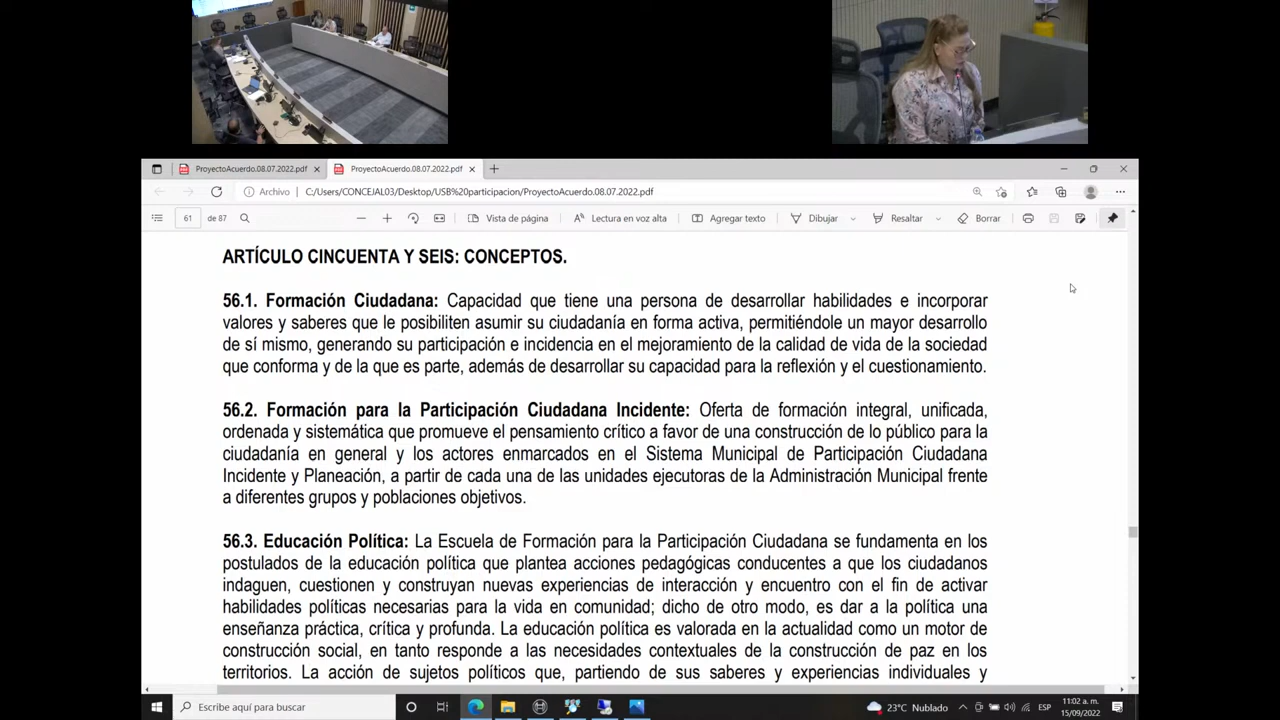 ProyectoAcuerdo.08.07.2022.pdf
ProyectoAcuerdo.08.07.2022.pdf
Archivo
C:/Users/CONCEJAL03/Desktop/USB%20participacion/ProyectoAcuerdo.08.07.2022.pdf
61 de 87
Vista de página
Lectura en voz alta
Agregar texto
Dibujar
Resaltar
Borrar
ARTÍCULO CINCUENTA Y SEIS: CONCEPTOS.
56.1. Formación Ciudadana: Capacidad que tiene una persona de desarrollar habilidades e incorporar
valores y saberes que le posibiliten asumir su ciudadanía en forma activa, permitiéndole un mayor desarrollo
de sí mismo, generando su participación e incidencia en el mejoramiento de la calidad de vida de la sociedad
que conforma y de la que es parte, además de desarrollar su capacidad para la reflexión y el cuestionamiento.
56.2. Formación para la Participación Ciudadana Incidente: Oferta de formación integral, unificada,
ordenada y sistemática que promueve el pensamiento crítico a favor de una construcción de lo público para la
ciudadanía en general y los actores enmarcados en el Sistema Municipal de Participación Ciudadana
Incidente y Planeación, a partir de cada una de las unidades ejecutoras de la Administración Municipal frente
a diferentes grupos y poblaciones objetivos.
56.3. Educación Política: La Escuela de Formación para la Participación Ciudadana se fundamenta en los
postulados de la educación política que plantea acciones pedagógicas conducentes a que los ciudadanos
indaguen, cuestionen y construyan nuevas experiencias de interacción y encuentro con el fin de activar
habilidades políticas necesarias para la vida en comunidad; dicho de otro modo, es dar a la política una
enseñanza práctica, crítica y profunda. La educación política es valorada en la actualidad como un motor de
construcción social, en tanto responde a las necesidades contextuales de la construcción de paz en los
territorios. La acción de sujetos políticos que, partiendo de sus saberes y experiencias individuales y
Escribe aquí para buscar
23°C Nublado
ESP
11:02 a. m.
15/09/2022